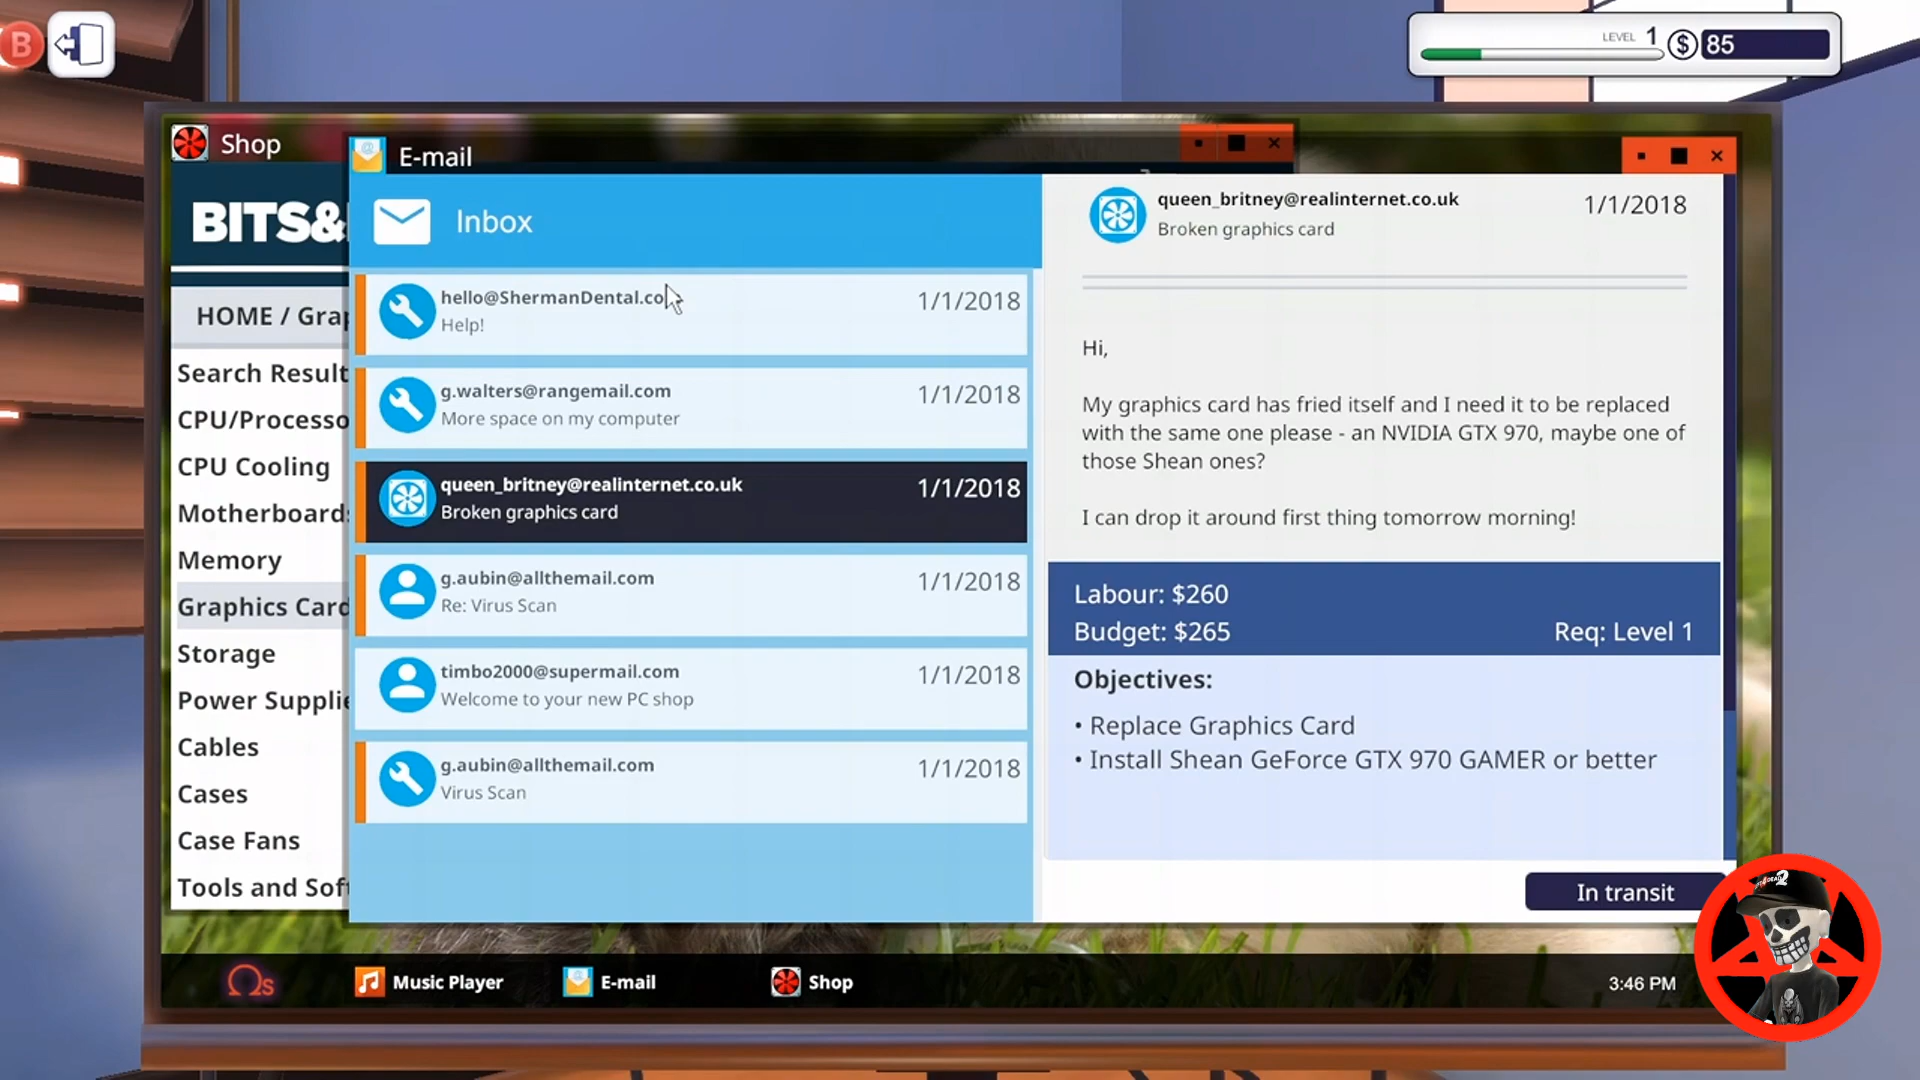 B
LEVEL 1
$ 85
Shop
E-mail
BITS&
Inbox
HOME / Grap
Search Result
CPU/Processo
CPU Cooling
Motherboards
Memory
Graphics Card
Storage
Power Supplie
Cables
Cases
Case Fans
Tools and Soft
hello@ShermanDental.co
1/1/2018
Help!
g.walters@rangemail.com
1/1/2018
More space on my computer
queen_britney@realinternet.co.uk
1/1/2018
Broken graphics card
g.aubin@allthemail.com
1/1/2018
Re: Virus Scan
timbo2000@supermail.com
1/1/2018
Welcome to your new PC shop
g.aubin@allthemail.com
1/1/2018
Virus Scan
queen_britney@realinternet.co.uk
1/1/2018
Broken graphics card
Hi,
My graphics card has fried itself and I need it to be replaced
with the same one please - an NVIDIA GTX 970, maybe one of
those Shean ones?
I can drop it around first thing tomorrow morning!
Labour: $260
Budget: $265
Req: Level 1
Objectives:
• Replace Graphics Card
• Install Shean GeForce GTX 970 GAMER or better
In transit
Ωs
Music Player
E-mail
Shop
3:46 PM